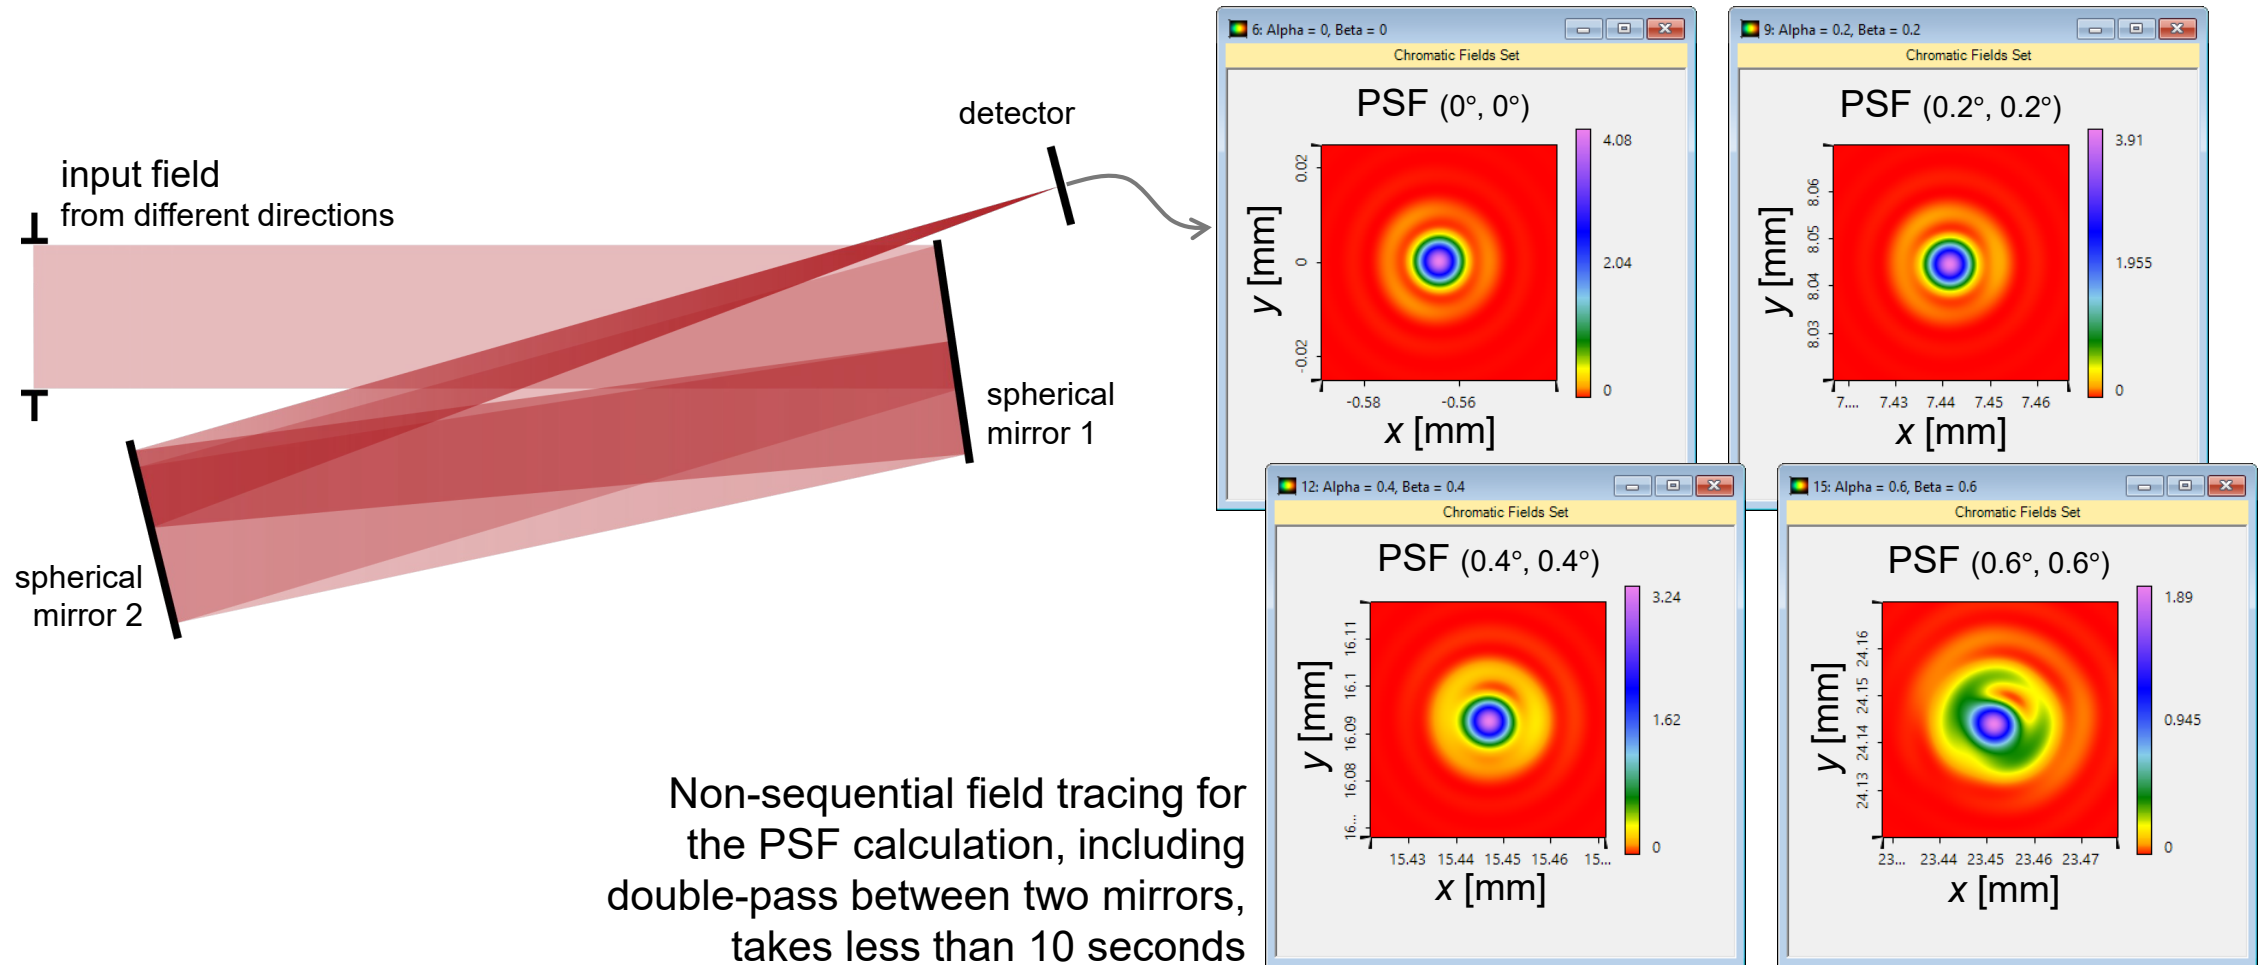 input field
from different directions
detector
spherical
mirror 1
spherical
mirror 2
Non-sequential field tracing for
the PSF calculation, including
double-pass between two mirrors,
takes less than 10 seconds
6: Alpha = 0, Beta = 0
Chromatic Fields Set
PSF (0°, 0°)
4.08
2.04
0
y [mm]
0.02
0
-0.02
-0.58
-0.56
x [mm]
9: Alpha = 0.2, Beta = 0.2
Chromatic Fields Set
PSF (0.2°, 0.2°)
3.91
1.955
0
y [mm]
8.06
8.05
8.04
8.03
7....
7.43
7.44
7.45
7.46
x [mm]
12: Alpha = 0.4, Beta = 0.4
Chromatic Fields Set
PSF (0.4°, 0.4°)
3.24
1.62
0
y [mm]
16.11
16.1
16.09
16.08
16...
15.43
15.44
15.45
15.46
15...
x [mm]
15: Alpha = 0.6, Beta = 0.6
Chromatic Fields Set
PSF (0.6°, 0.6°)
1.89
0.945
0
y [mm]
24.16
24.15
24.14
24.13
23...
23.44
23.45
23.46
23.47
x [mm]